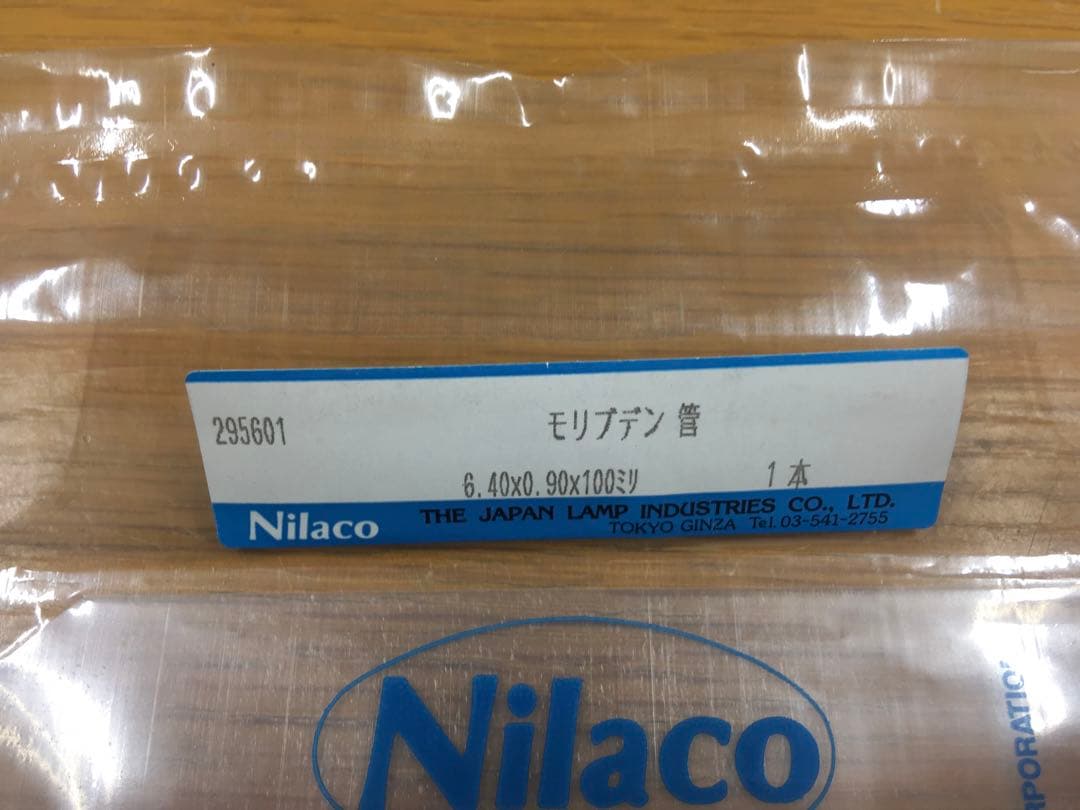 295601 モリブデン 管
6.40x0.90x100ミリ 1本
Nilaco THE JAPAN LAMP INDUSTRIES CO., LTD.
TOKYO GINZA Tel. 03-541-2755
Nilaco